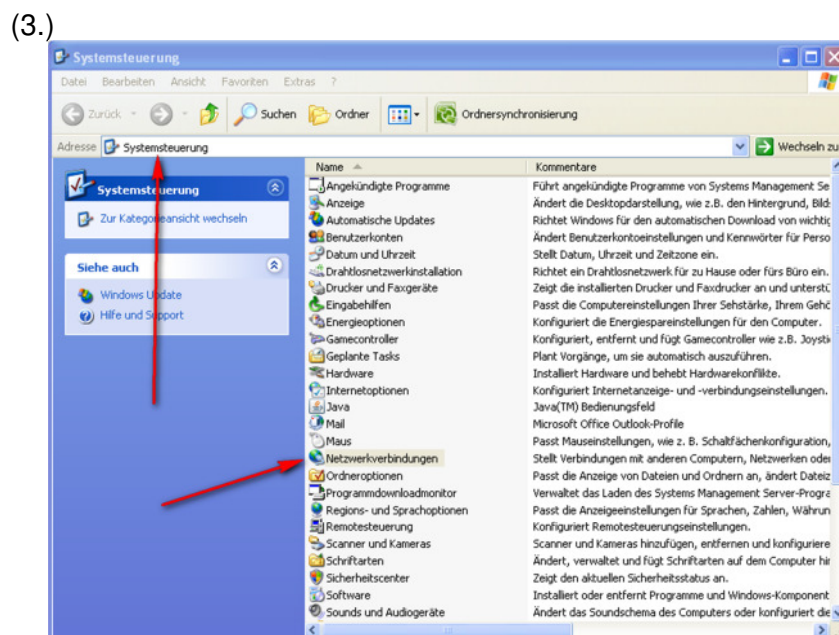 (3.)
Systemsteuerung
Datei Bearbeiten Ansicht Favoriten Extras ?
Zurück Suchen Ordner Ordnersynchronisierung
Adresse Systemsteuerung Wechseln zu
Systemsteuerung
Zur Kategorieansicht wechseln
Siehe auch
Windows Update
Hilfe und Support
Name Kommentare
Angekündigte Programme Führt angekündigte Programme von Systems Management Se
Anzeige Ändert die Desktopdarstellung, wie z.B. den Hintergrund, Bild
Automatische Updates Richtet Windows für den automatischen Download von wichtig
Benutzerkonten Ändert Benutzerkontoeinstellungen und Kennwörter für Perso
Datum und Uhrzeit Stellt Datum, Uhrzeit und Zeitzone ein.
Drahtlosnetzwerkinstallation Richtet ein Drahtlosnetzwerk für zu Hause oder fürs Büro ein.
Drucker und Faxgeräte Zeigt die installierten Drucker und Faxdrucker an und unterstü
Eingabehilfen Passt die Computereinstellungen Ihrer Sehstärke, Ihrem Gehö
Energieoptionen Konfiguriert die Energiespareinstellungen für den Computer.
Gamecontroller Konfiguriert, entfernt und fügt Gamecontroller wie z.B. Joysti
Geplante Tasks Plant Vorgänge, um sie automatisch auszuführen.
Hardware Installiert Hardware und behebt Hardwarekonflikte.
Internetoptionen Konfiguriert Internetanzeige- und -verbindungseinstellungen.
Java Java(TM) Bedienungsfeld
Mail Microsoft Office Outlook-Profile
Maus Passt Mauseinstellungen, wie z. B. Schaltfächenkonfiguration,
Netzwerkverbindungen Stellt Verbindungen mit anderen Computern, Netzwerken oder
Ordneroptionen Passt die Anzeige von Dateien und Ordnern an, ändert Dateiz
Programmdownloadmonitor Verwaltet das Laden des Systems Management Server-Progra
Regions- und Sprachoptionen Passt die Anzeigeeinstellungen für Sprachen, Zahlen, Währun
Remotesteuerung Konfiguriert Remotesteuerungseinstellungen.
Scanner und Kameras Scanner und Kameras hinzufügen, entfernen und konfiguriere
Schriftarten Ändert, verwaltet und fügt Schriftarten auf dem Computer hin
Sicherheitscenter Zeigt den aktuellen Sicherheitsstatus an.
Software Installiert oder entfernt Programme und Windows-Komponent
Sounds und Audiogeräte Ändert das Soundschema des Computers oder konfiguriert die